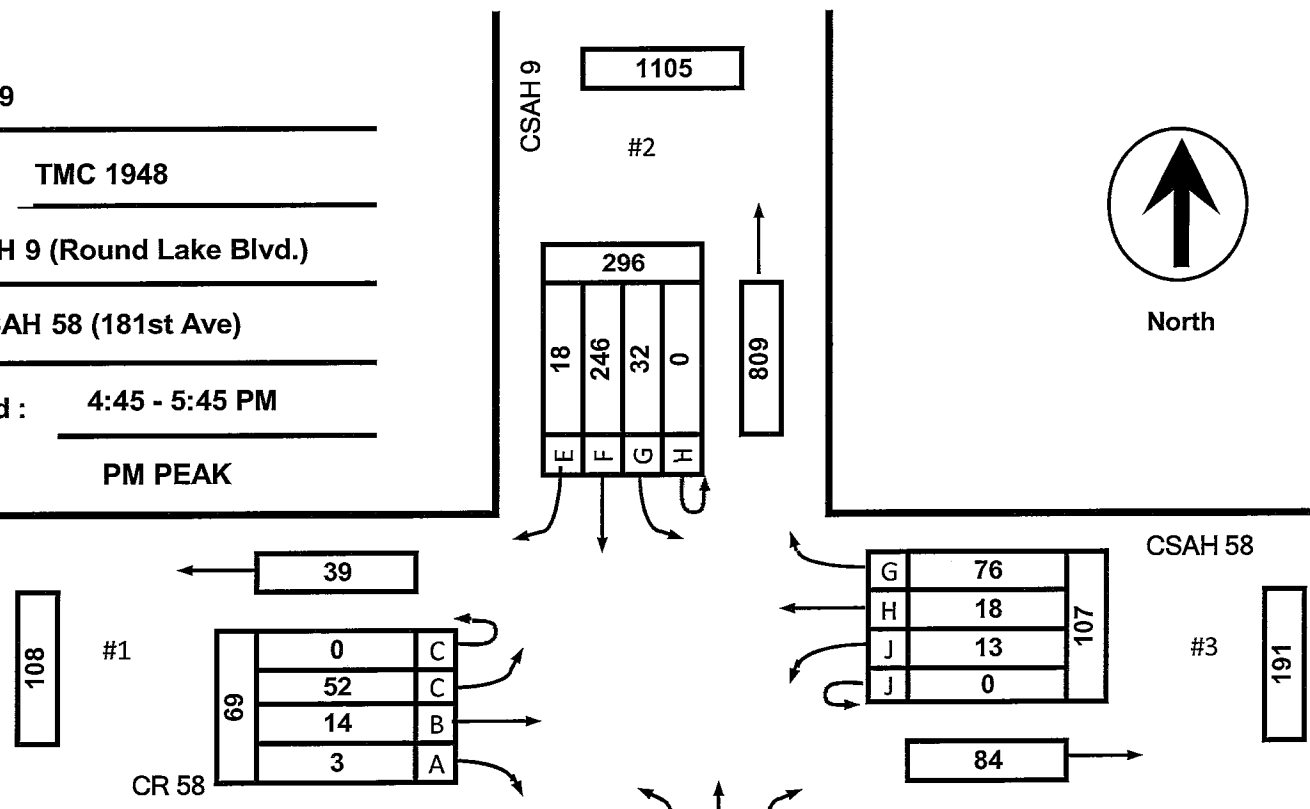 9
TMC 1948
H 9 (Round Lake Blvd.)
AH 58 (181st Ave)
d : 4:45 - 5:45 PM
PM PEAK
CSAH 9
1105
#2
296
18 246 32 0
E F G H
809
North
CSAH 58
39
108
#1
69
0 C
52 C
14 B
3 A
CR 58
G 76
H 18
J 13
J 0
107
#3
191
84